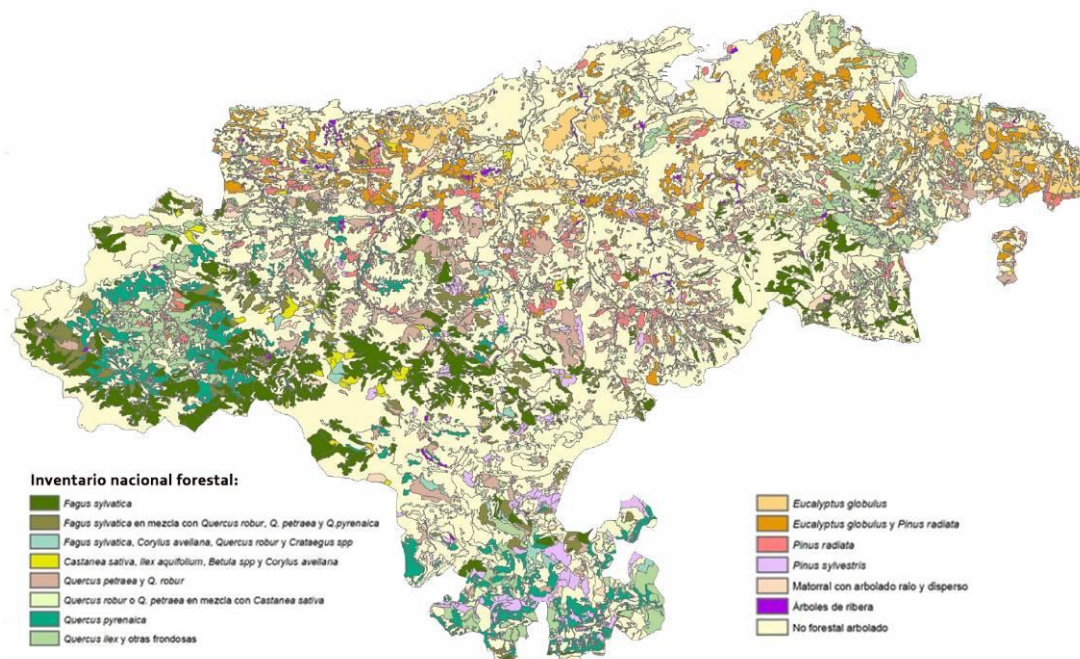 Inventario nacional forestal:
Fagus sylvatica
Fagus sylvatica en mezcla con Quercus robur, Q. petraea y Q.pyrenaica
Fagus sylvatica, Corylus avellana, Quercus robur y Crataegus spp
Castanea sativa, Ilex aquifolium, Betula spp y Corylus avellana
Quercus petraea y Q. robur
Quercus robur o Q. petraea en mezcla con Castanea sativa
Quercus pyrenaica
Quercus ilex y otras frondosas
Eucalyptus globulus
Eucalyptus globulus y Pinus radiata
Pinus radiata
Pinus sylvestris
Matorral con arbolado ralo y disperso
Árboles de ribera
No forestal arbolado